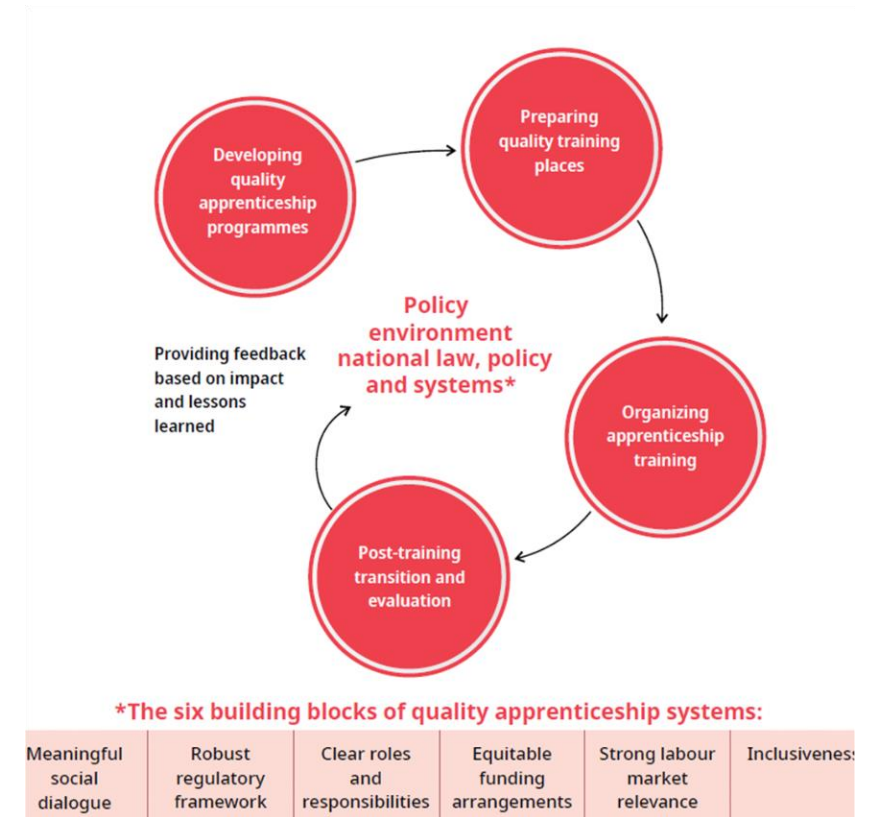 Developing
quality
apprenticeship
programmes
Preparing
quality training
places
Policy
environment
national law, policy
and systems*
Providing feedback
based on impact
and lessons
learned
Organizing
apprenticeship
training
Post-training
transition and
evaluation
*The six building blocks of quality apprenticeship systems:
Meaningful
social
dialogue
Robust
regulatory
framework
Clear roles
and
responsibilities
Equitable
funding
arrangements
Strong labour
market
relevance
Inclusiveness